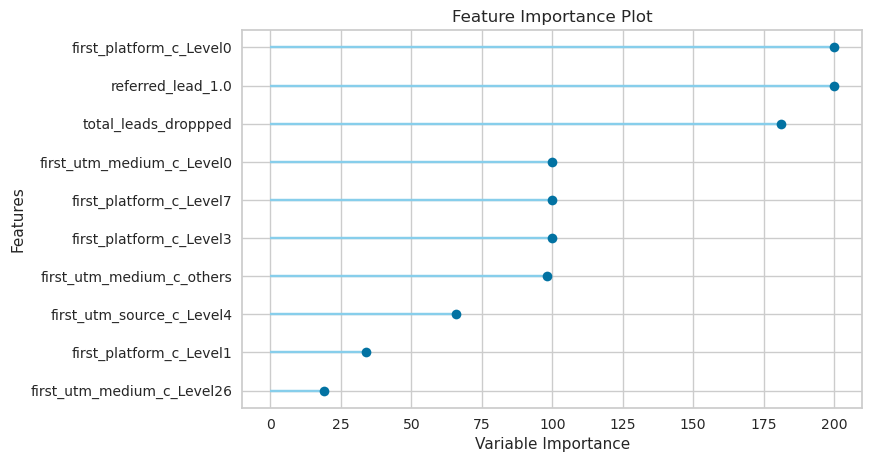 Feature Importance Plot
first_platform_c_Level0
referred_lead_1.0
total_leads_droppped
first_utm_medium_c_Level0
first_platform_c_Level7
first_platform_c_Level3
first_utm_medium_c_others
first_utm_source_c_Level4
first_platform_c_Level1
first_utm_medium_c_Level26
Features
0 25 50 75 100 125 150 175 200
Variable Importance